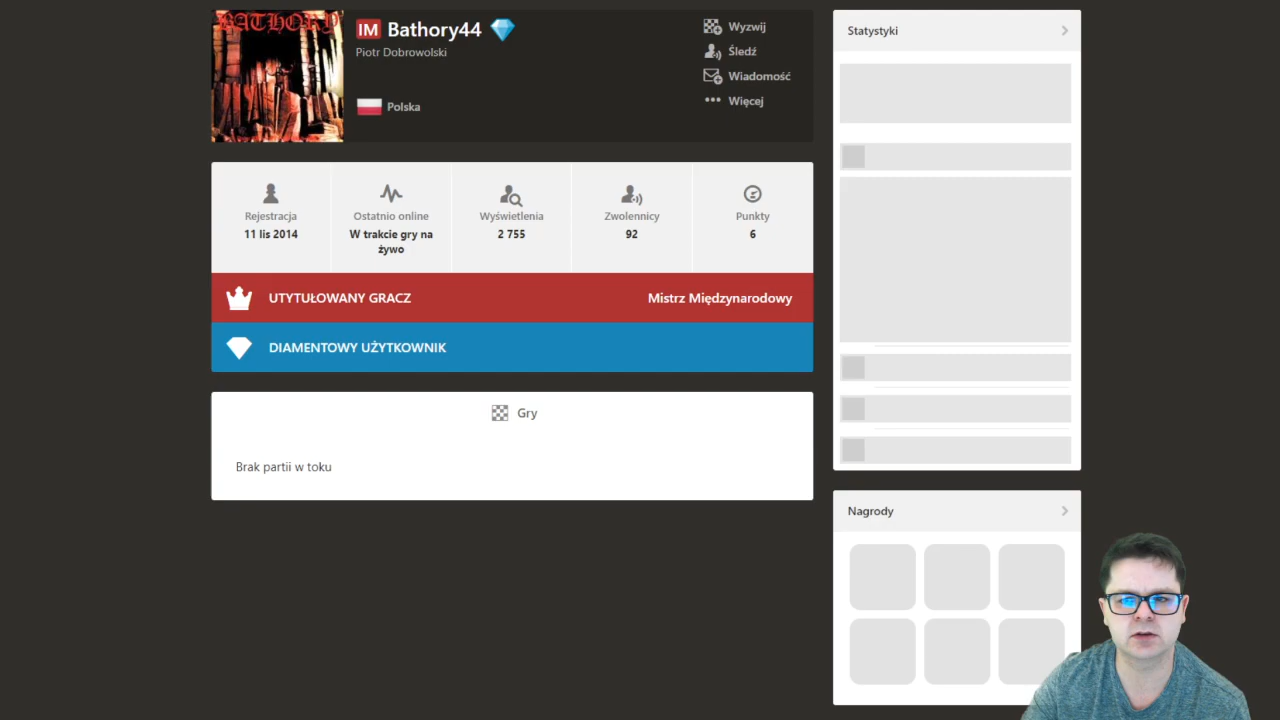 BATHORY
IM Bathory44
Piotr Dobrowolski
Polska
Wyzwij
Śledź
Wiadomość
Więcej
Rejestracja
11 lis 2014
Ostatnio online
W trakcie gry na
żywo
Wyświetlenia
2 755
Zwolennicy
92
Punkty
6
UTYTUŁOWANY GRACZ
Mistrz Międzynarodowy
DIAMENTOWY UŻYTKOWNIK
Gry
Brak partii w toku
Statystyki
Nagrody